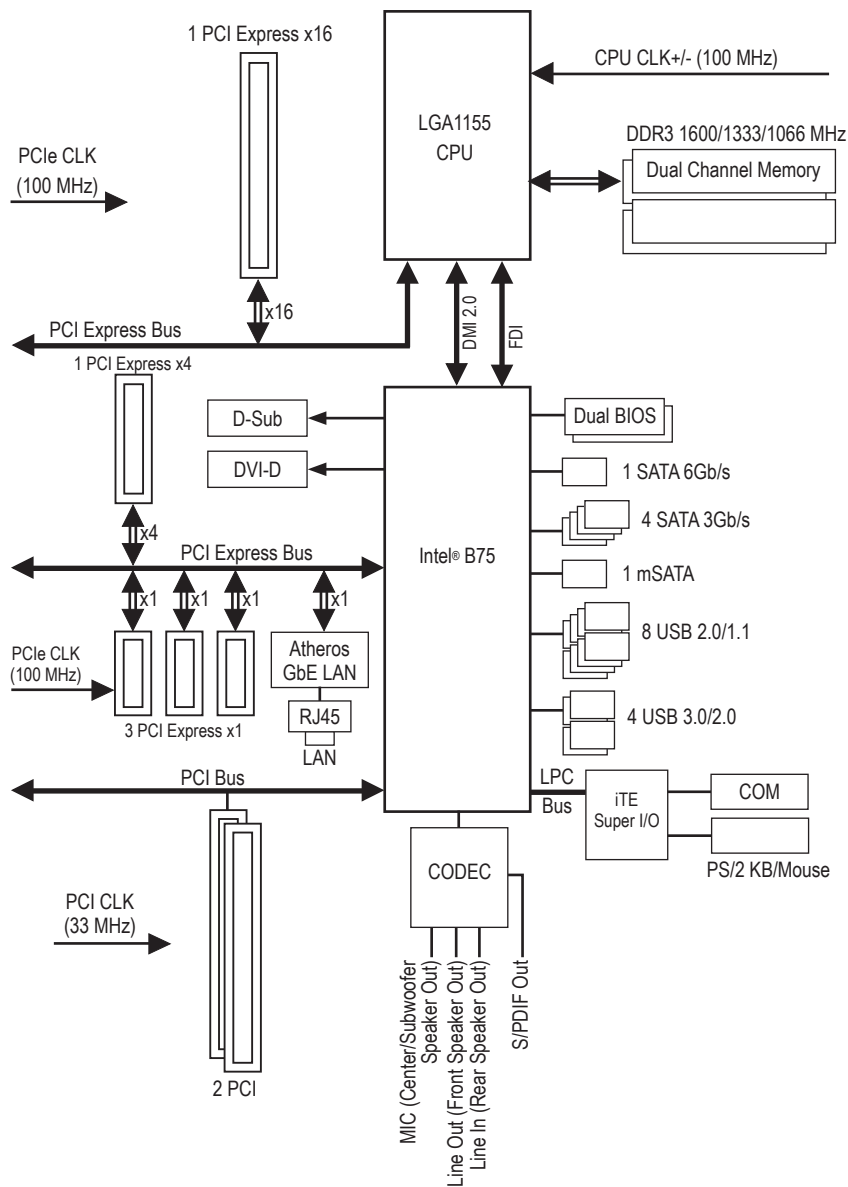 1 PCI Express x16
CPU CLK+/- (100 MHz)
LGA1155
CPU
DDR3 1600/1333/1066 MHz
Dual Channel Memory
PCIe CLK
(100 MHz)
x16
DMI 2.0
FDI
PCI Express Bus
1 PCI Express x4
D-Sub
Dual BIOS
DVI-D
1 SATA 6Gb/s
x4
4 SATA 3Gb/s
PCI Express Bus
Intel® B75
1 mSATA
x1
x1
x1
x1
8 USB 2.0/1.1
PCIe CLK
(100 MHz)
Atheros
GbE LAN
RJ45
LAN
3 PCI Express x1
4 USB 3.0/2.0
PCI Bus
LPC
Bus
iTE
Super I/O
COM
PS/2 KB/Mouse
CODEC
PCI CLK
(33 MHz)
2 PCI
MIC (Center/Subwoofer
Speaker Out)
Line Out (Front Speaker Out)
Line In (Rear Speaker Out)
S/PDIF Out